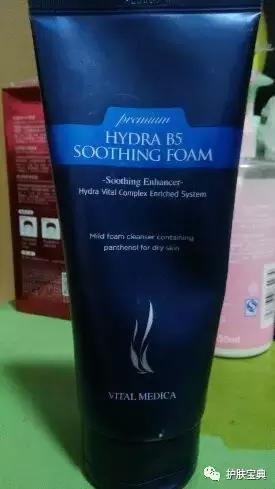 premium
HYDRA B5
SOOTHING FOAM
-Soothing Enhancer-
Hydra Vital Complex Enriched System
Mild foam cleanser containing
panthenol for dry skin
VITAL MEDICA
护肤宝典